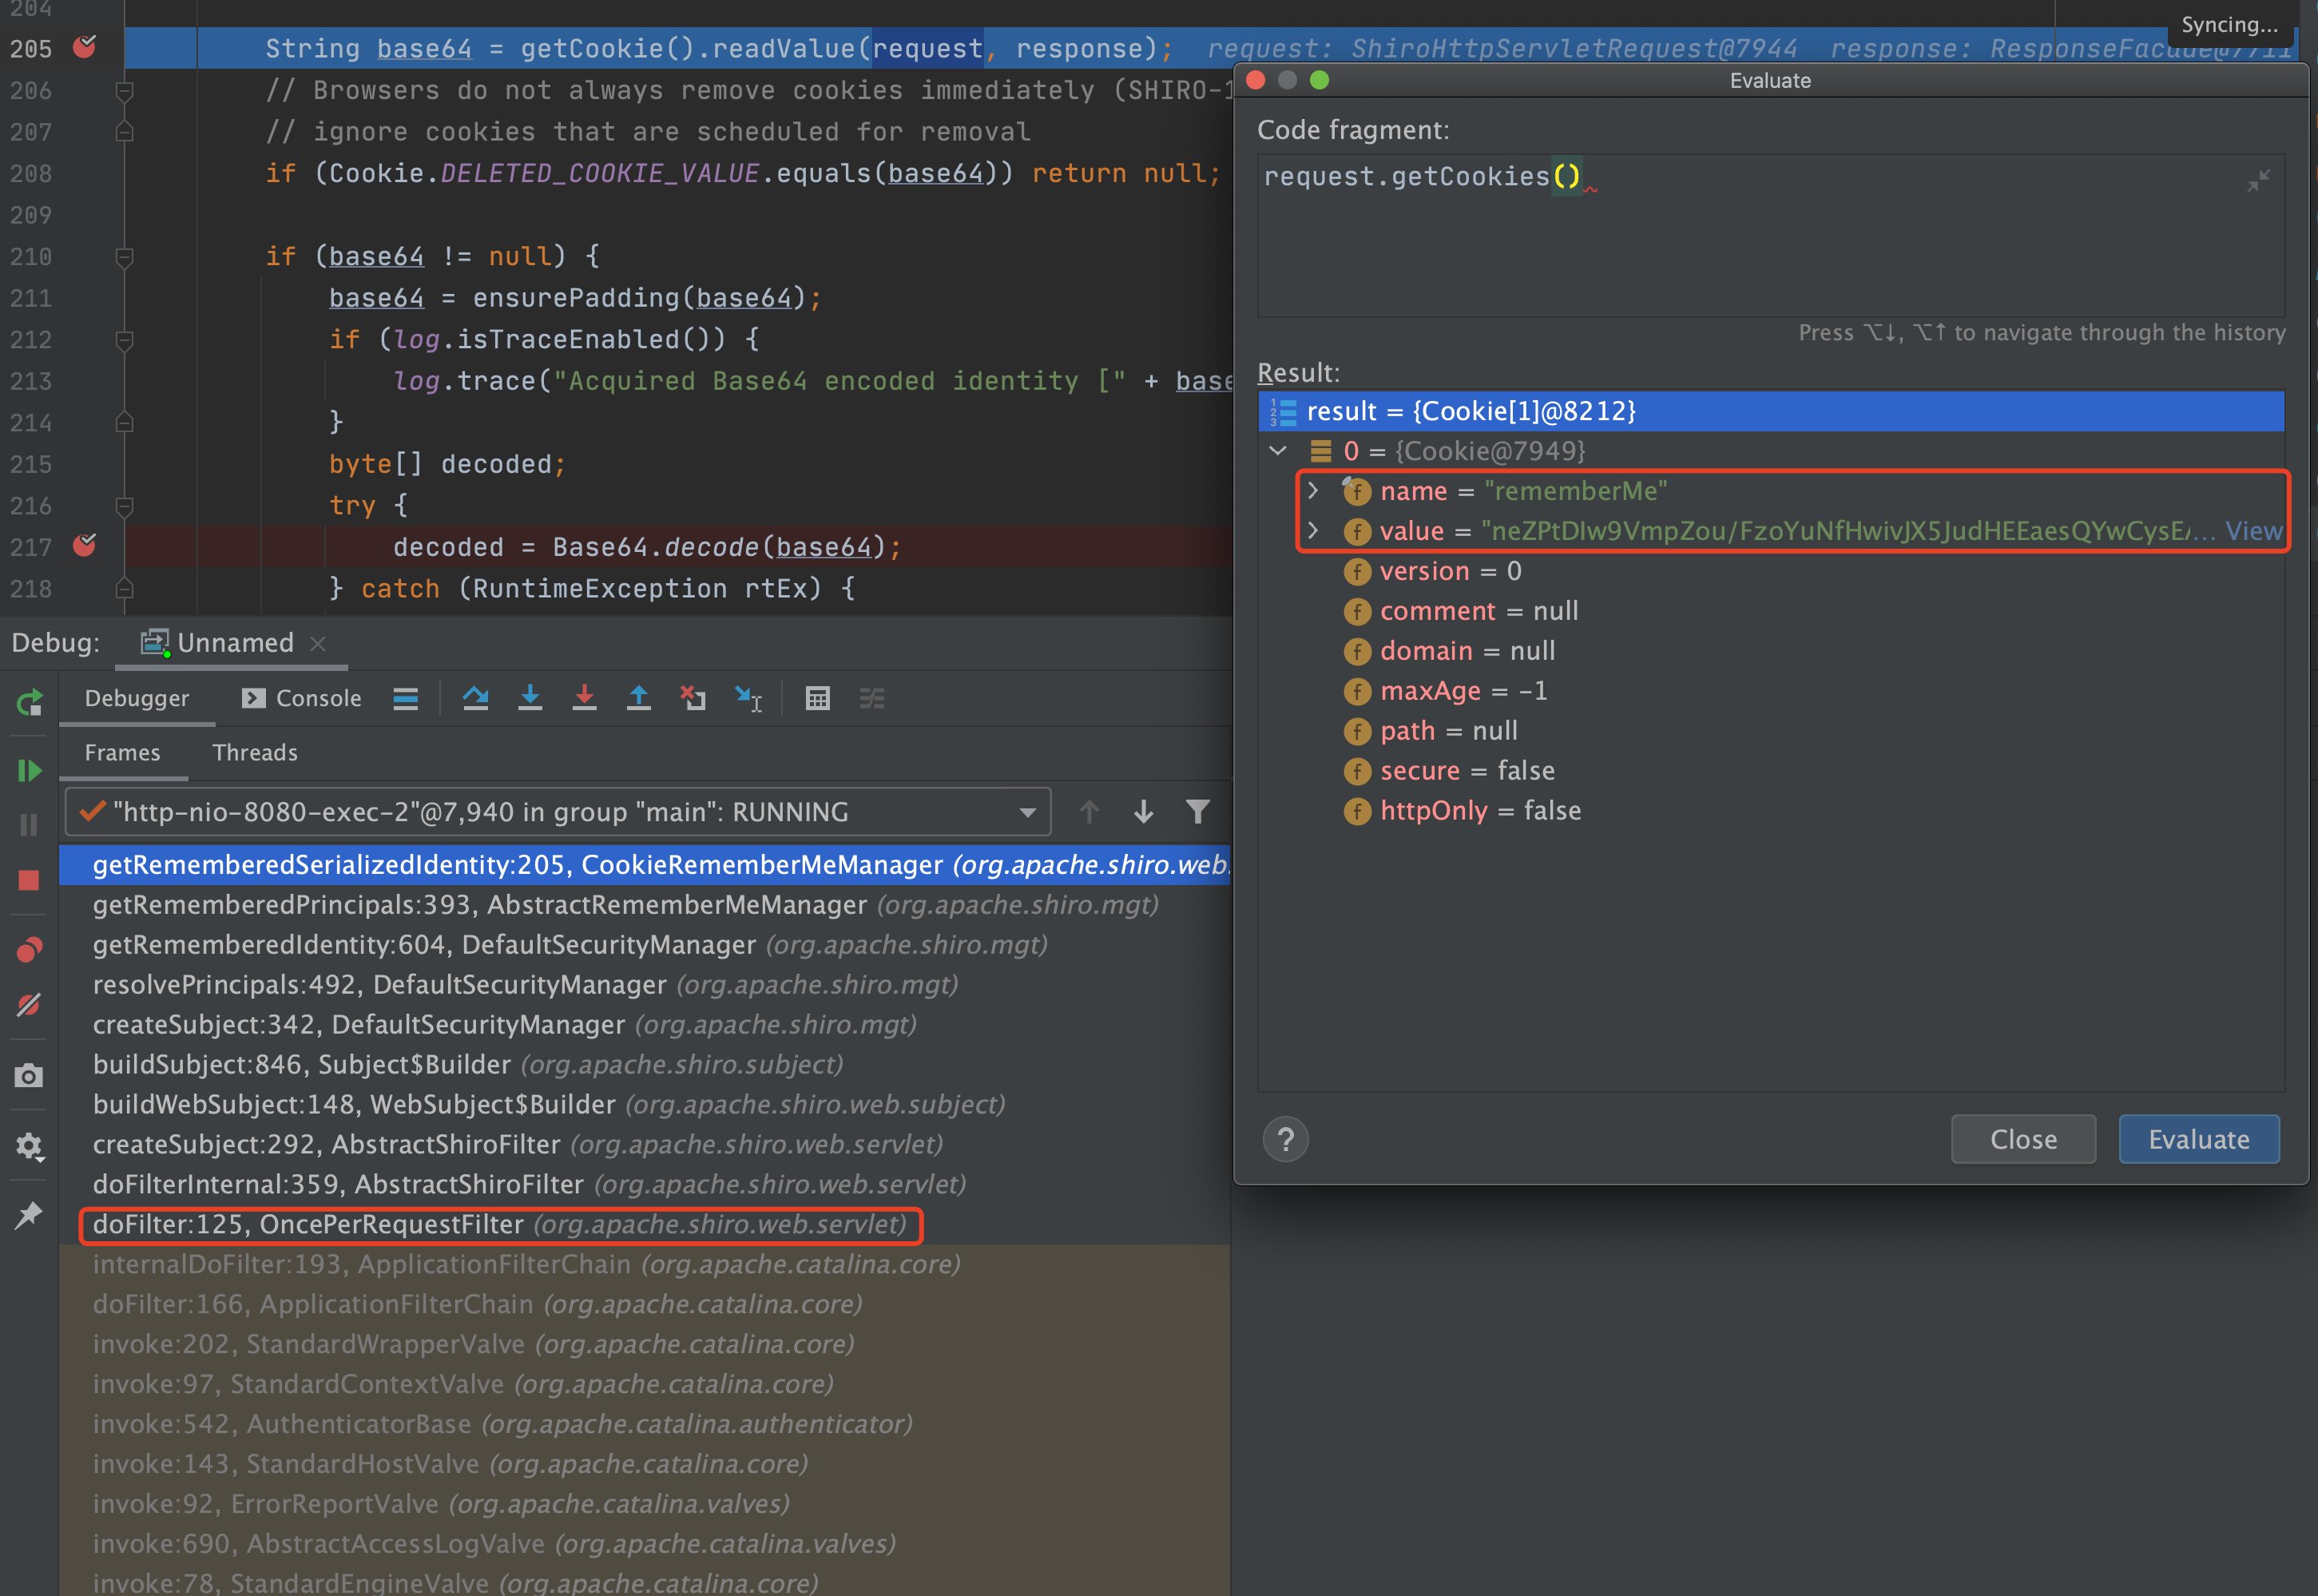 204
205 String base64 = getCookie().readValue(request, response); request: ShiroHttpServletRequest@7944 response: ResponseFacade@7711
Syncing...
206 // Browsers do not always remove cookies immediately (SHIRO-1
207 // ignore cookies that are scheduled for removal
208 if (Cookie.DELETED_COOKIE_VALUE.equals(base64)) return null;
209
210 if (base64 != null) {
211 base64 = ensurePadding(base64);
212 if (log.isTraceEnabled()) {
213 log.trace("Acquired Base64 encoded identity [" + base
214 }
215 byte[] decoded;
216 try {
217 decoded = Base64.decode(base64);
218 } catch (RuntimeException rtEx) {
Debug: Unnamed
Debugger Console
Frames Threads
"http-nio-8080-exec-2"@7,940 in group "main": RUNNING
getRememberedSerializedIdentity:205, CookieRememberMeManager (org.apache.shiro.web.
getRememberedPrincipals:393, AbstractRememberMeManager (org.apache.shiro.mgt)
getRememberedIdentity:604, DefaultSecurityManager (org.apache.shiro.mgt)
resolvePrincipals:492, DefaultSecurityManager (org.apache.shiro.mgt)
createSubject:342, DefaultSecurityManager (org.apache.shiro.mgt)
buildSubject:846, Subject$Builder (org.apache.shiro.subject)
buildWebSubject:148, WebSubject$Builder (org.apache.shiro.web.subject)
createSubject:292, AbstractShiroFilter (org.apache.shiro.web.servlet)
doFilterInternal:359, AbstractShiroFilter (org.apache.shiro.web.servlet)
doFilter:125, OncePerRequestFilter (org.apache.shiro.web.servlet)
internalDoFilter:193, ApplicationFilterChain (org.apache.catalina.core)
doFilter:166, ApplicationFilterChain (org.apache.catalina.core)
invoke:202, StandardWrapperValve (org.apache.catalina.core)
invoke:97, StandardContextValve (org.apache.catalina.core)
invoke:542, AuthenticatorBase (org.apache.catalina.authenticator)
invoke:143, StandardHostValve (org.apache.catalina.core)
invoke:92, ErrorReportValve (org.apache.catalina.valves)
invoke:690, AbstractAccessLogValve (org.apache.catalina.valves)
invoke:78, StandardEngineValve (org.apache.catalina.core)
Evaluate
Code fragment:
request.getCookies()
Press ⌥↓, ⌥↑ to navigate through the history
Result:
result = {Cookie[1]@8212}
0 = {Cookie@7949}
name = "rememberMe"
value = "neZPtDIw9VmpZou/FzoYuNfHwivJX5JudHEEaesQYwCysE/... View
version = 0
comment = null
domain = null
maxAge = -1
path = null
secure = false
httpOnly = false
? Close Evaluate